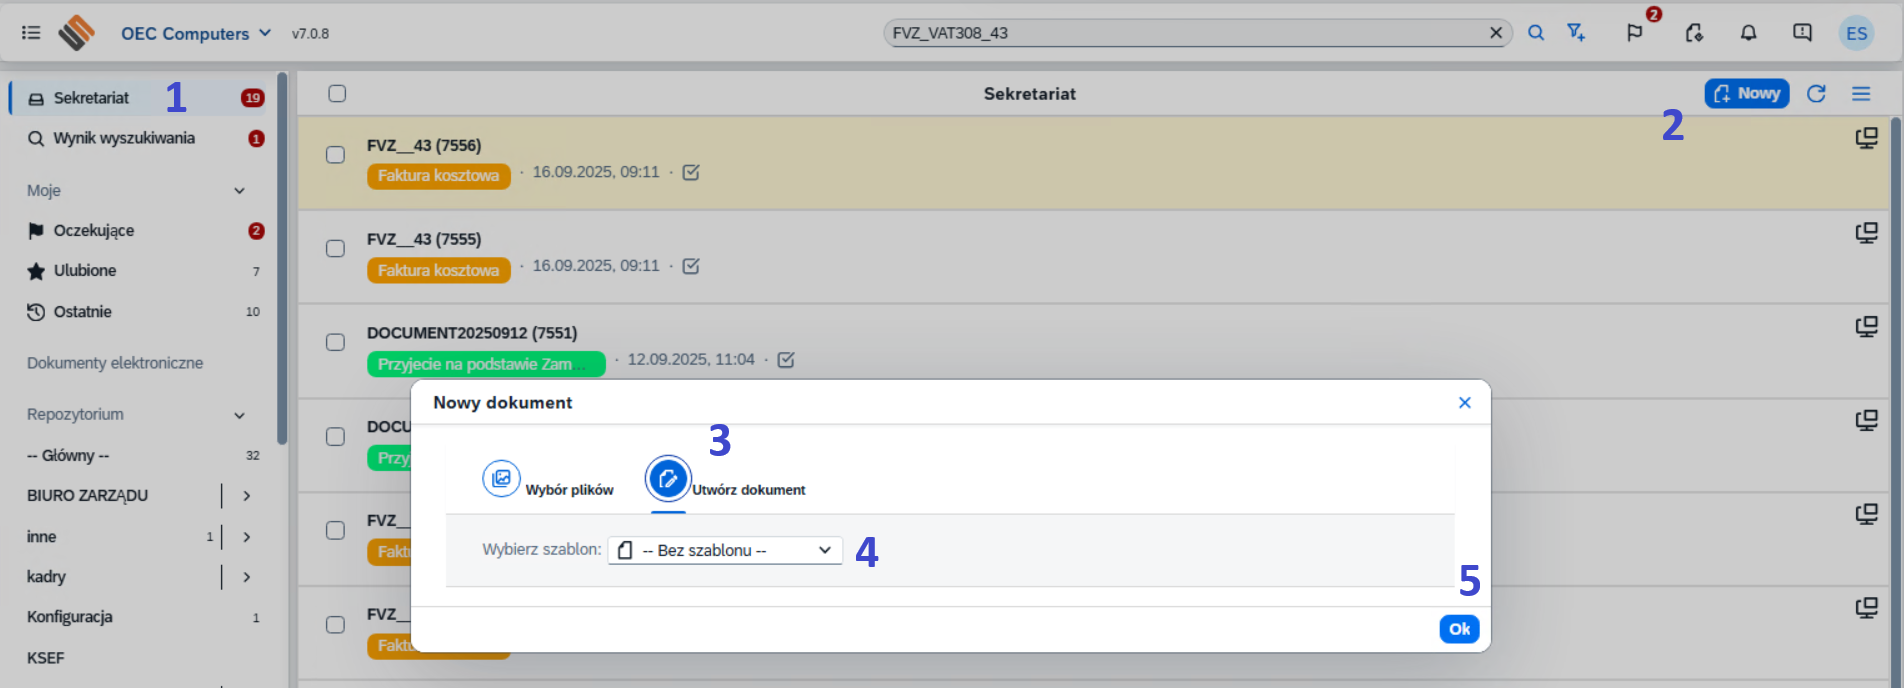 OEC Computers v7.0.8
FVZ_VAT308_43
2
ES
Sekretariat 1 19
Wynik wyszukiwania 1
Moje
Oczekujące 2
Ulubione 7
Ostatnie 10
Dokumenty elektroniczne
Repozytorium
-- Główny -- 32
BIURO ZARZĄDU
inne 1
kadry
Konfiguracja 1
KSEF
Sekretariat
Nowy
2
FVZ__43 (7556)
Faktura kosztowa · 16.09.2025, 09:11 ·
FVZ__43 (7555)
Faktura kosztowa · 16.09.2025, 09:11 ·
DOCUMENT20250912 (7551)
Przyjecie na podstawie Zam... · 12.09.2025, 11:04 ·
DOCU
Przyj
FVZ_
Fakt
FVZ_
Faktu
Nowy dokument
3
Wybór plików
Utwórz dokument
Wybierz szablon: -- Bez szablonu -- 4
5
Ok